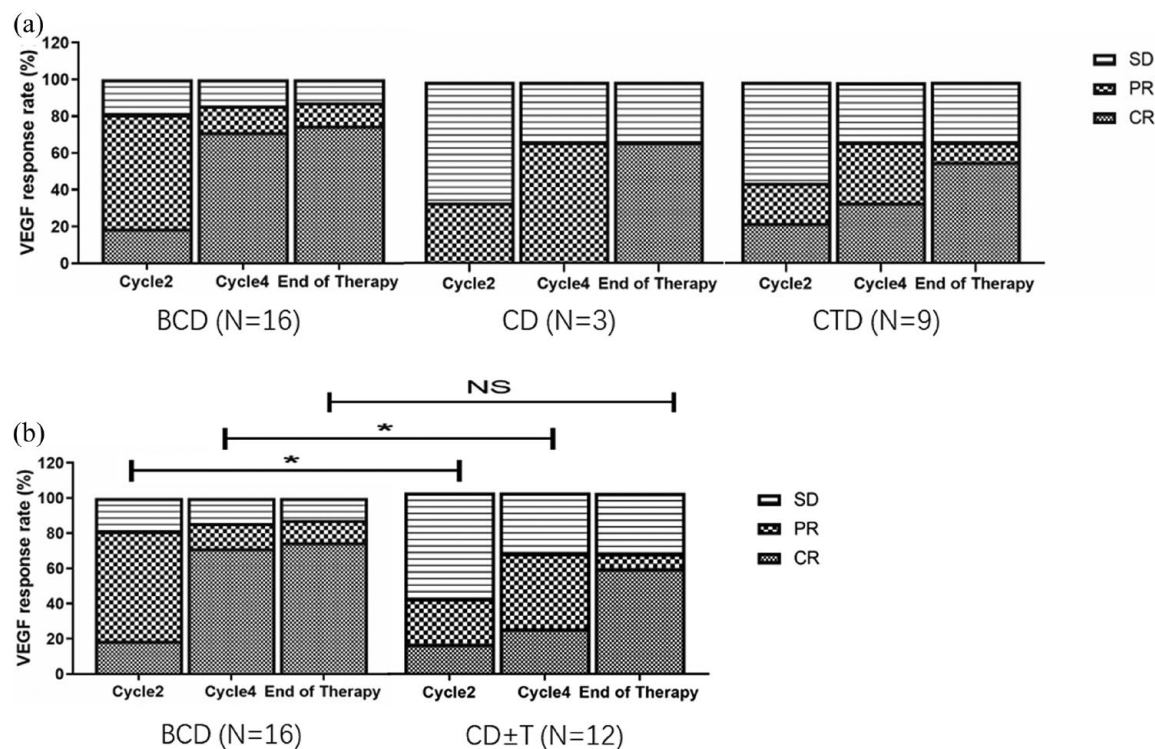 (a)
VEGF response rate (%)
120
100
80
60
40
20
0
Cycle2 Cycle4 End of Therapy
BCD (N=16)
Cycle2 Cycle4 End of Therapy
CD (N=3)
Cycle2 Cycle4 End of Therapy
CTD (N=9)
SD
PR
CR
(b)
NS
*
*
VEGF response rate (%)
120
100
80
60
40
20
0
Cycle2 Cycle4 End of Therapy
BCD (N=16)
Cycle2 Cycle4 End of Therapy
CD±T (N=12)
SD
PR
CR